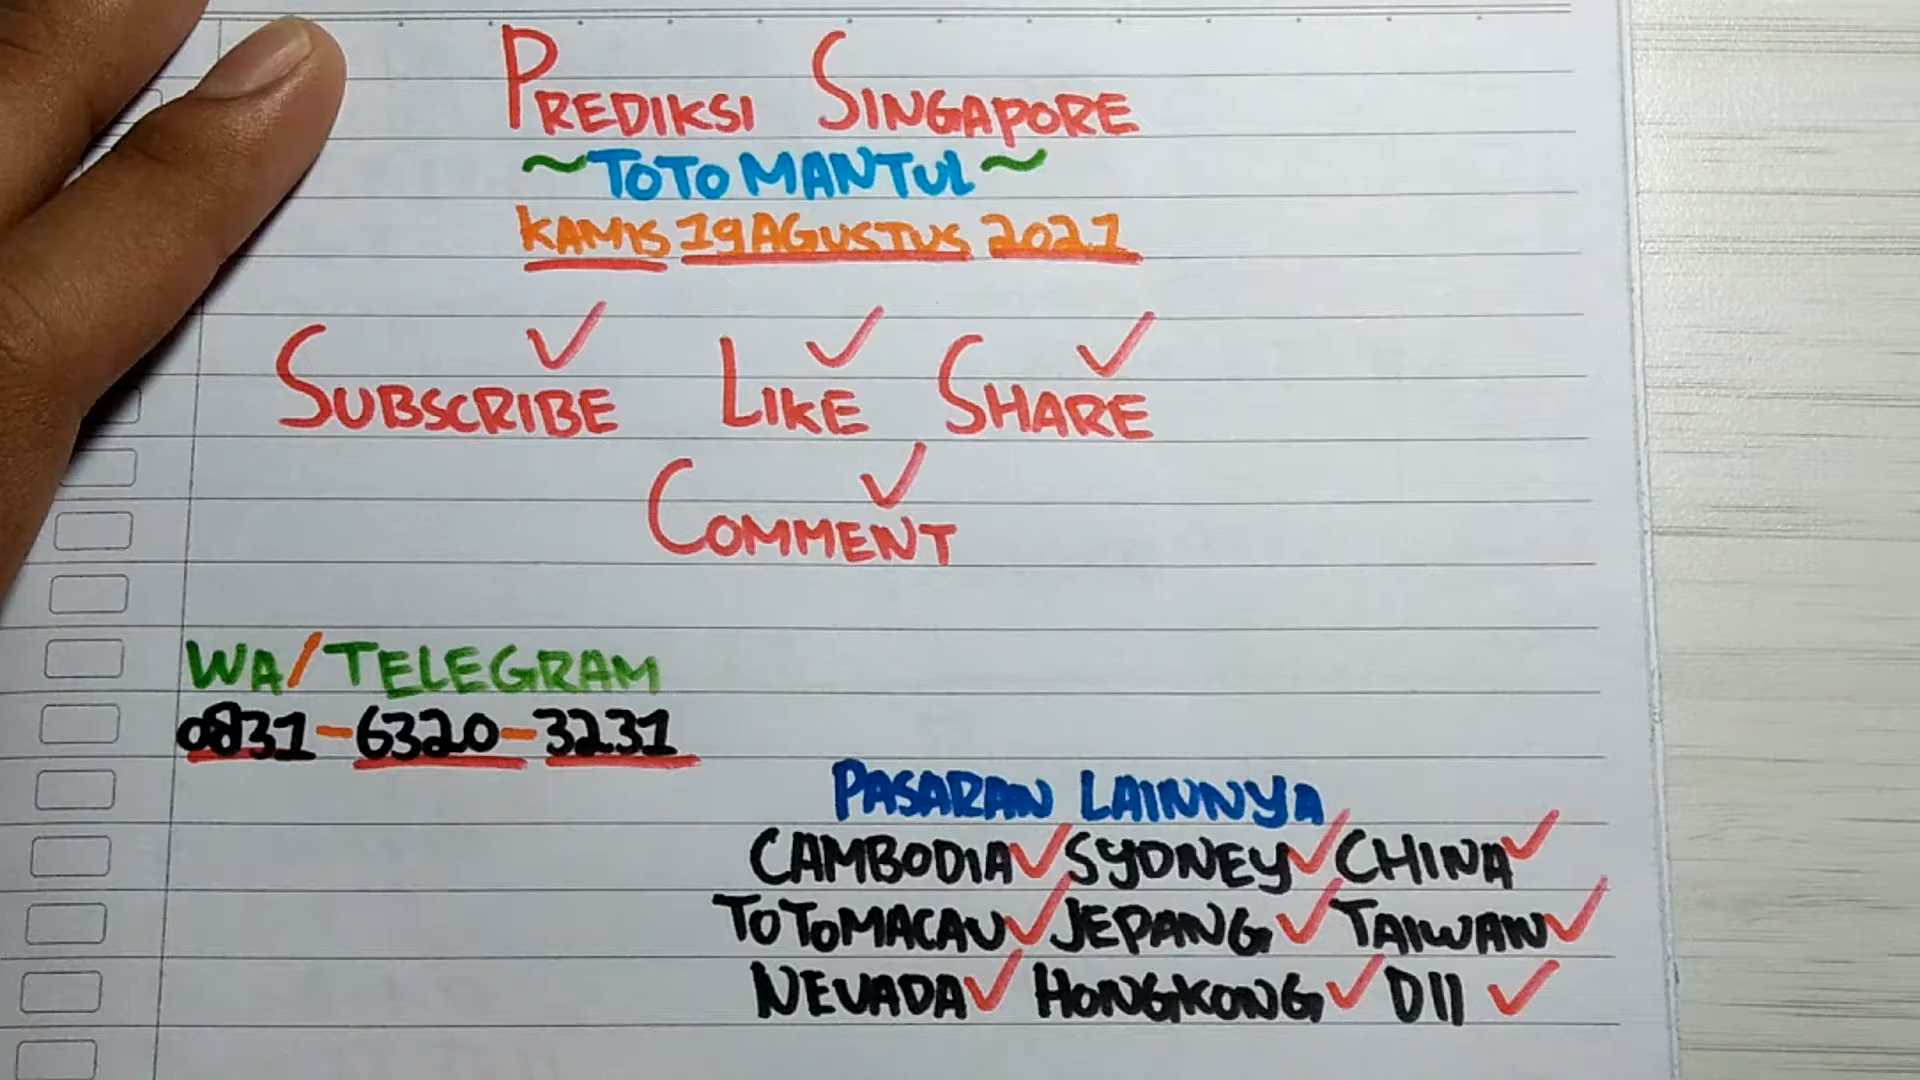 PREDIKSI SINGAPORE
~TOTO MANTUL~
KAMIS 19 AGUSTUS 2021
SUBSCRIBE LIKE SHARE
COMMENT
WA/TELEGRAM
0831-6320-3231
PASARAN LAINNYA
CAMBODIA✓SYDNEY✓CHINA✓
TOTOMACAU✓JEPANG✓TAIWAN✓
NEVADA✓HONGKONG✓Dll✓